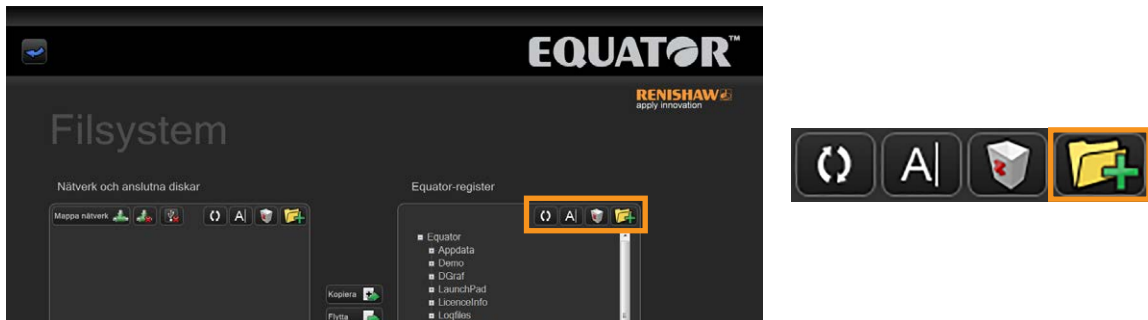 EQUATOR™
RENISHAW
apply innovation
Filsystem
Nätverk och anslutna diskar
Mappa nätverk
A|
Equator-register
A|
Equator
Appdata
Demo
DGraf
LaunchPad
LicenceInfo
Logfiles
Kopiera
Flytta
A|